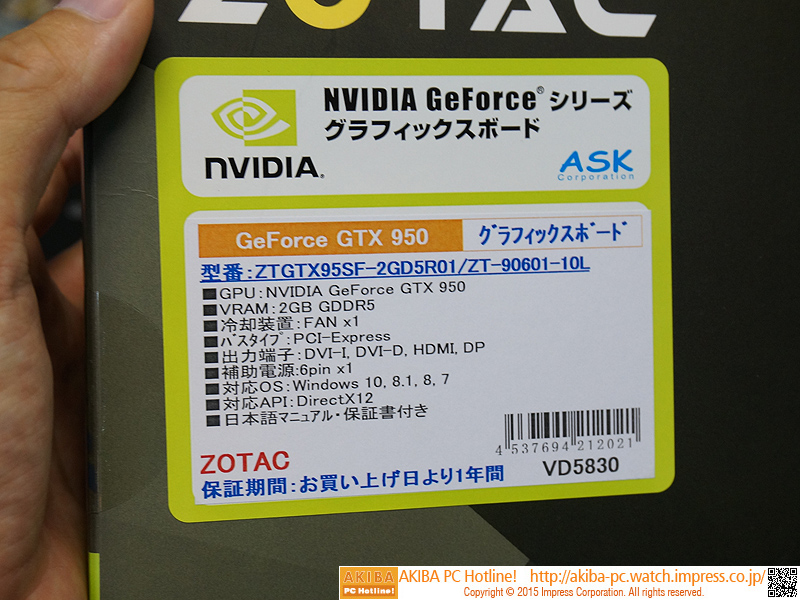 ZOTAC
NVIDIA GeForce® シリーズ
グラフィックスボード
NVIDIA®
ASK
Corporation
GeForce GTX 950 グラフィックスボード
型番:ZTGTX95SF-2GD5R01/ZT-90601-10L
■GPU:NVIDIA GeForce GTX 950
■VRAM:2GB GDDR5
■冷却装置:FAN x1
■バスタイプ:PCI-Express
■出力端子:DVI-I, DVI-D, HDMI, DP
■補助電源:6pin x1
■対応OS:Windows 10, 8.1, 8, 7
■対応API:DirectX12
■日本語マニュアル・保証書付き
4 537694 212021
ZOTAC
VD5830
保証期間:お買い上げ日より1年間
AKIBA
PC Hotline!
AKIBA PC Hotline! http://akiba-pc.watch.impress.co.jp/
Copyright © 2015 Impress Corporation. All rights reserved.